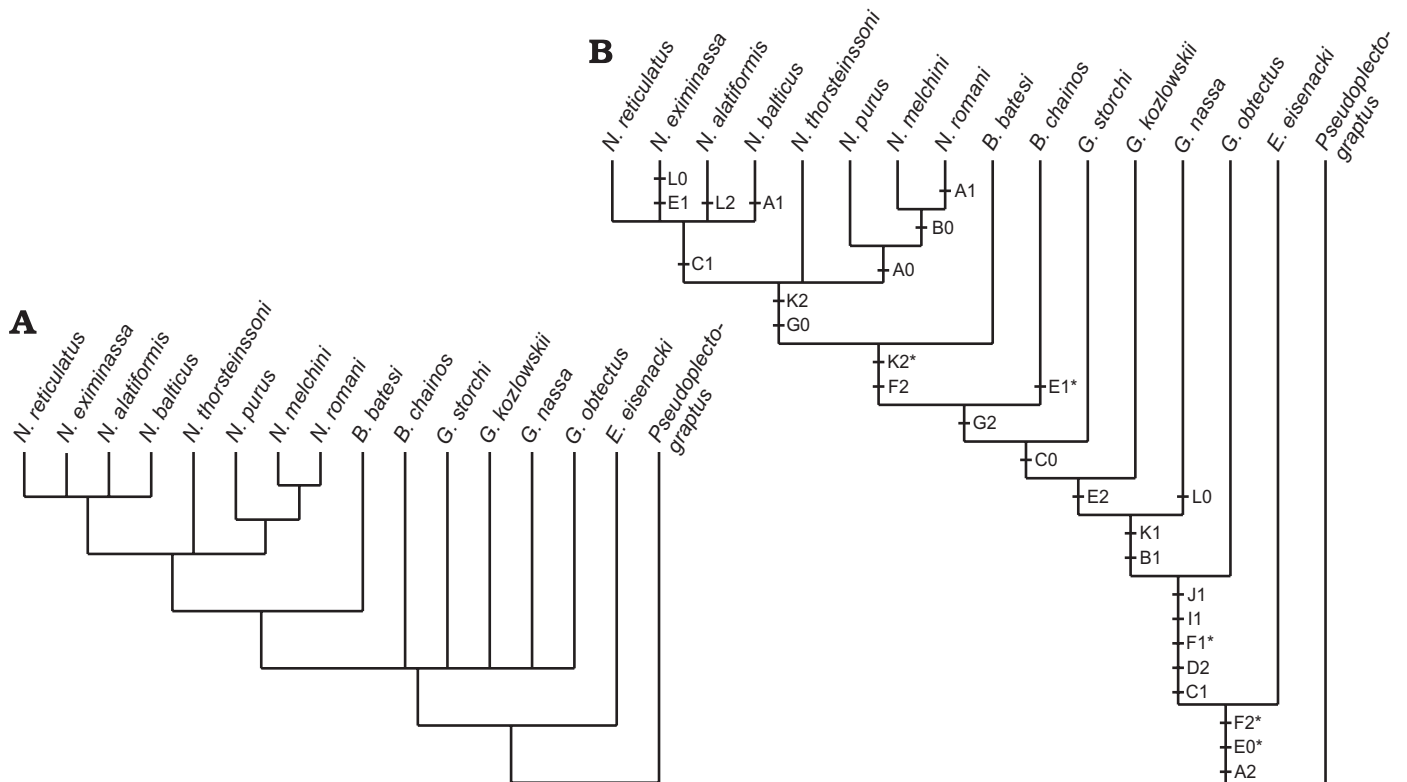 B
N. reticulatus
N. eximinassa
N. alatiformis
N. balticus
N. thorsteinssoni
N. purus
N. melchini
N. romani
B. batesi
B. chainos
G. storchi
G. kozlowskii
G. nassa
G. obtectus
E. eisenacki
Pseudoplecto-
graptus
L0
E1
L2
A1
A1
B0
C1
A0
K2
G0
K2*
F2
E1*
G2
C0
E2
L0
K1
B1
J1
I1
F1*
D2
C1
F2*
E0*
A2
A
N. reticulatus
N. eximinassa
N. alatiformis
N. balticus
N. thorsteinssoni
N. purus
N. melchini
N. romani
B. batesi
B. chainos
G. storchi
G. kozlowskii
G. nassa
G. obtectus
E. eisenacki
Pseudoplecto-
graptus